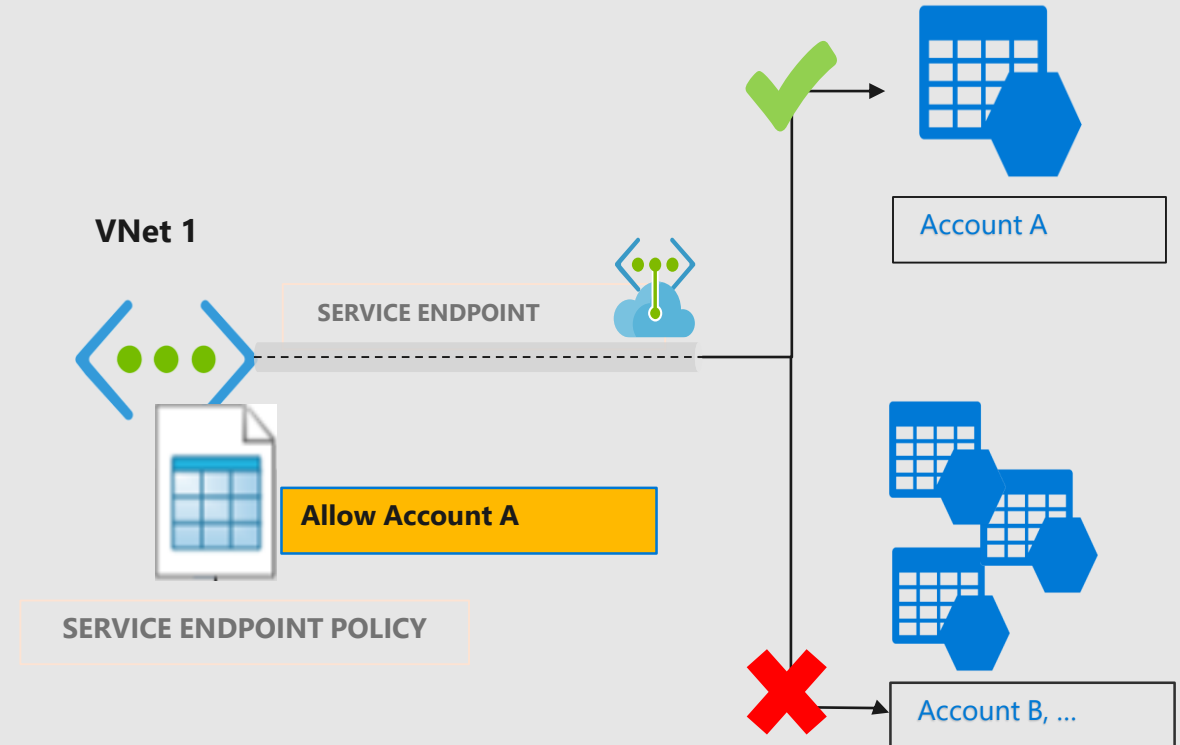 Account A
VNet 1
SERVICE ENDPOINT
Allow Account A
SERVICE ENDPOINT POLICY
Account B, ...